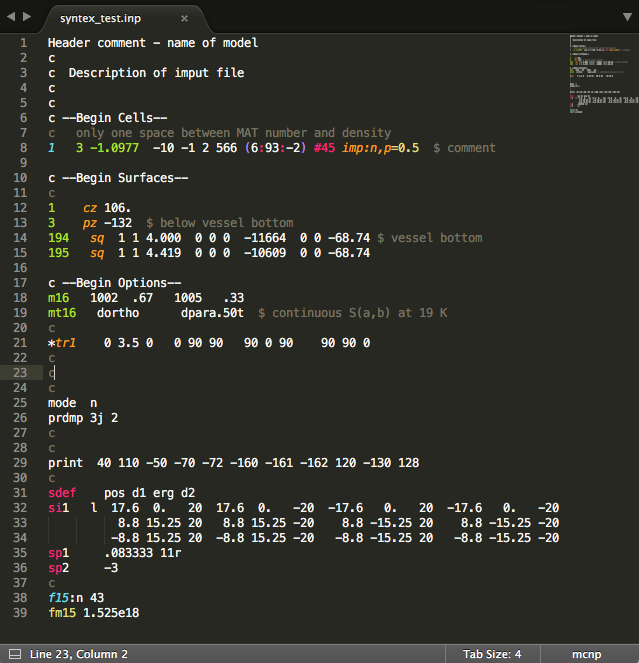 syntex_test.inp ×
1 Header comment – name of model
2 c
3 c  Description of imput file
4 c
5 c
6 c --Begin Cells--
7 c   only one space between MAT number and density
8 1   3 -1.0977  -10 -1 2 566 (6:93:-2) #45 imp:n,p=0.5  $ comment
9
10 c --Begin Surfaces--
11 c
12 1    cz 106.
13 3    pz -132  $ below vessel bottom
14 194   sq  1 1 4.000  0 0 0  -11664  0 0 -68.74 $ vessel bottom
15 195   sq  1 1 4.419  0 0 0  -10609  0 0 -68.74
16
17 c --Begin Options--
18 m16   1002  .67   1005   .33
19 mt16   dortho      dpara.50t  $ continuous S(a,b) at 19 K
20 c
21 *tr1    0 3.5 0   0 90 90   90 0 90    90 90 0
22 c
23 c
24 c
25 mode  n
26 prdmp 3j 2
27 c
28 c
29 print  40 110 -50 -70 -72 -160 -161 -162 120 -130 128
30 c
31 sdef    pos d1 erg d2
32 si1   l  17.6  0.   20  17.6  0.   -20  -17.6   0.   20  -17.6   0.   -20
33 8.8 15.25 20   8.8 15.25 -20    8.8 -15.25 20   8.8 -15.25 -20
34 -8.8 15.25 20  -8.8 15.25 -20   -8.8 -15.25 20  -8.8 -15.25 -20
35 sp1     .083333 11r
36 sp2     -3
37 c
38 f15:n 43
39 fm15 1.525e18
Line 23, Column 2 Tab Size: 4 mcnp